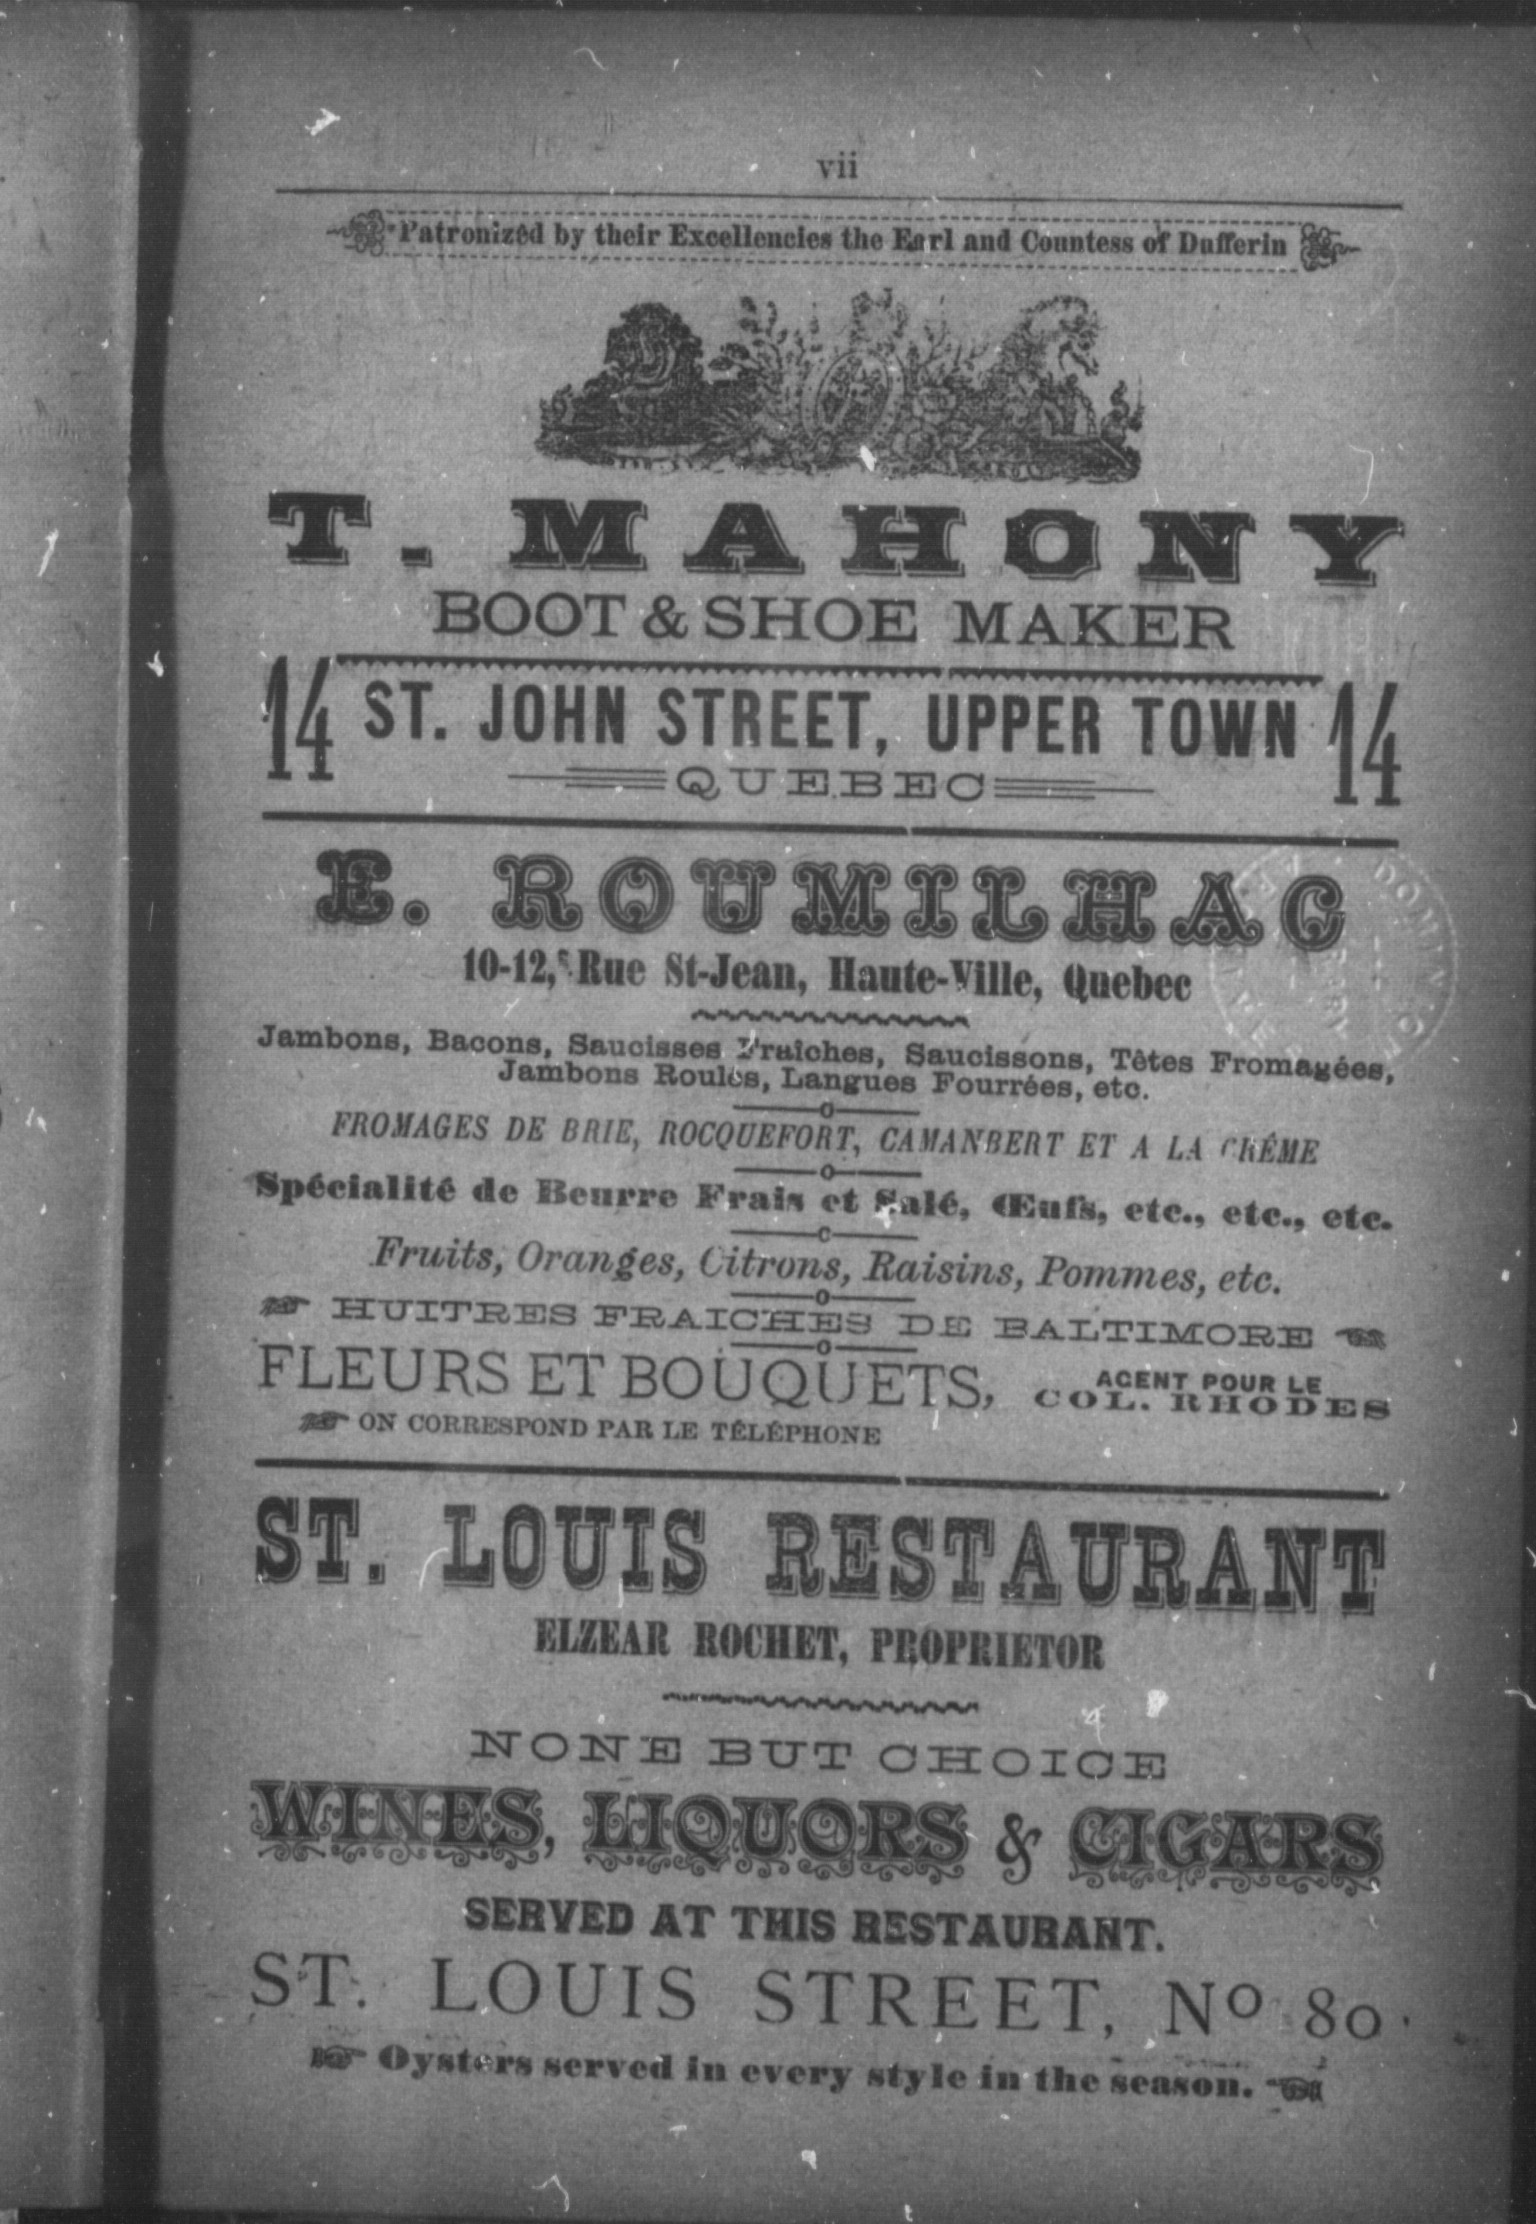 vii
Patronized by their Excellencies the Earl and Countess of Dufferin
T. MAHONY
BOOT & SHOE MAKER
14 ST. JOHN STREET, UPPER TOWN 14
QUEBEC
E. ROUMILHAC
10-12, Rue St-Jean, Haute-Ville, Quebec
Jambons, Bacons, Saucisses Fraîches, Saucissons, Têtes Fromagées,
Jambons Roulés, Langues Fourrées, etc.
FROMAGES DE BRIE, ROCQUEFORT, CAMANBERT ET A LA CRÊME
Spécialité de Beurre Frais et Salé, Œufs, etc., etc., etc.
Fruits, Oranges, Citrons, Raisins, Pommes, etc.
☞ HUITRES FRAICHES DE BALTIMORE ☜
FLEURS ET BOUQUETS, AGENT POUR LE
COL. RHODES
☞ ON CORRESPOND PAR LE TÊLÉPHONE
ST. LOUIS RESTAURANT
ELZEAR ROCHET, PROPRIETOR
NONE BUT CHOICE
WINES, LIQUORS & CIGARS
SERVED AT THIS RESTAURANT.
ST. LOUIS STREET, No 80
☞ Oysters served in every style in the season. ☜